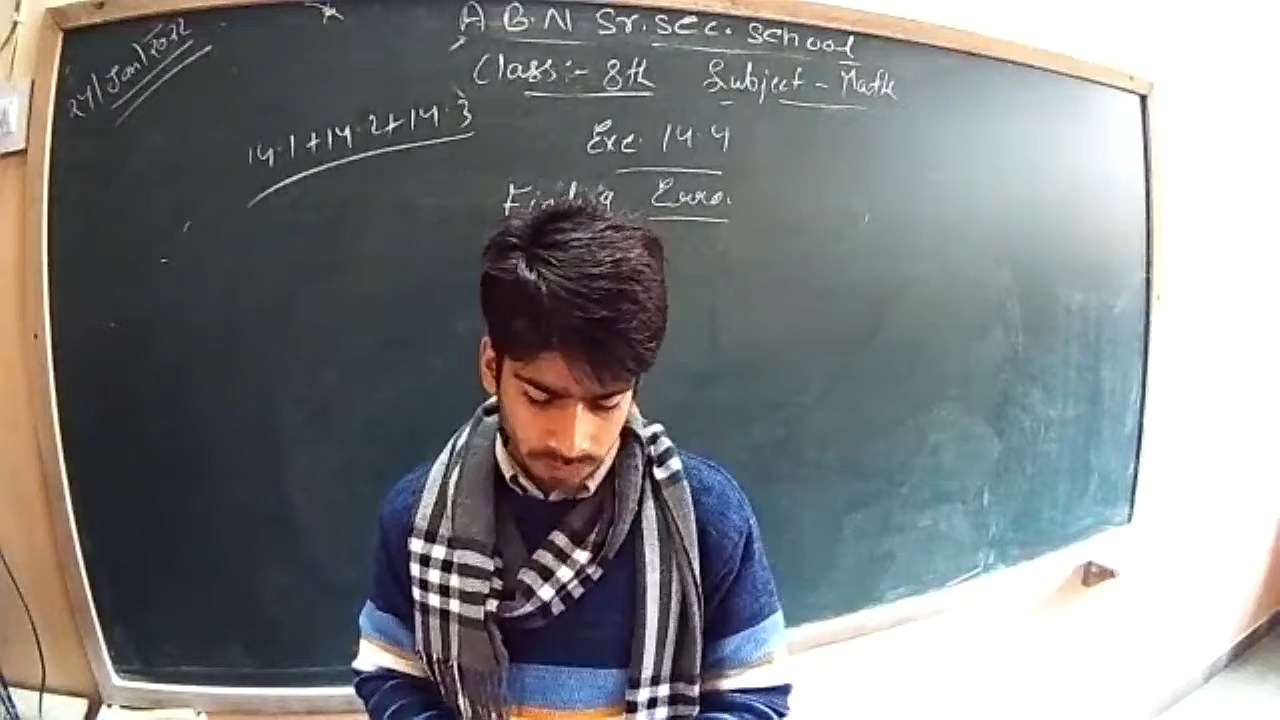 24/Jan/2022
A B.N Sr. sec. school
Class:- 8th Subject - Math
14.1+14.2+14.3
Exe. 14.4
Finding Error